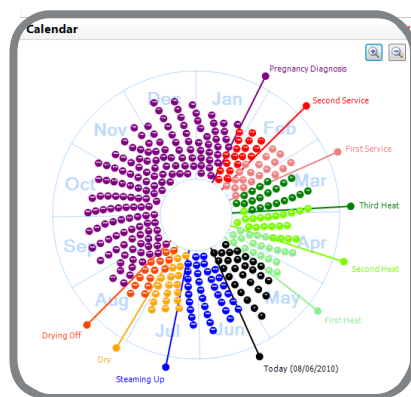 Calendar
Pregnancy Diagnosis
Second Service
First Service
Third Heat
Second Heat
First Heat
Today (08/06/2010)
Steaming Up
Dry
Drying Off
Jan
Feb
Mar
Apr
May
Jun
Jul
Aug
Sep
Oct
Nov
Dec